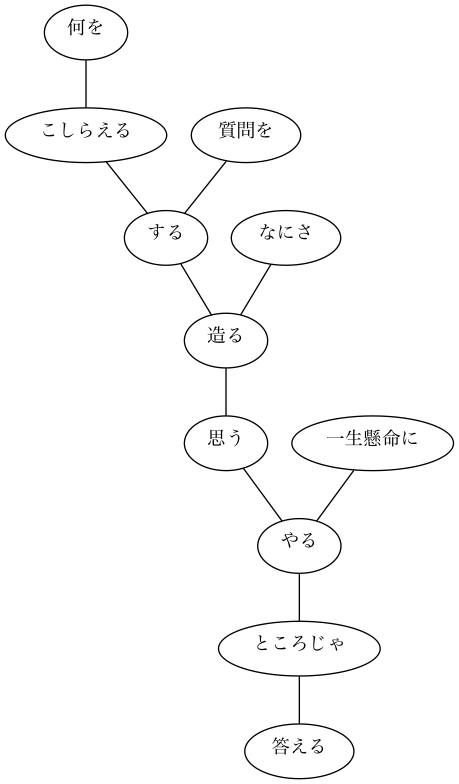 何を
こしらえる
質問を
する
なにさ
造る
思う
一生懸命に
やる
ところじゃ
答える